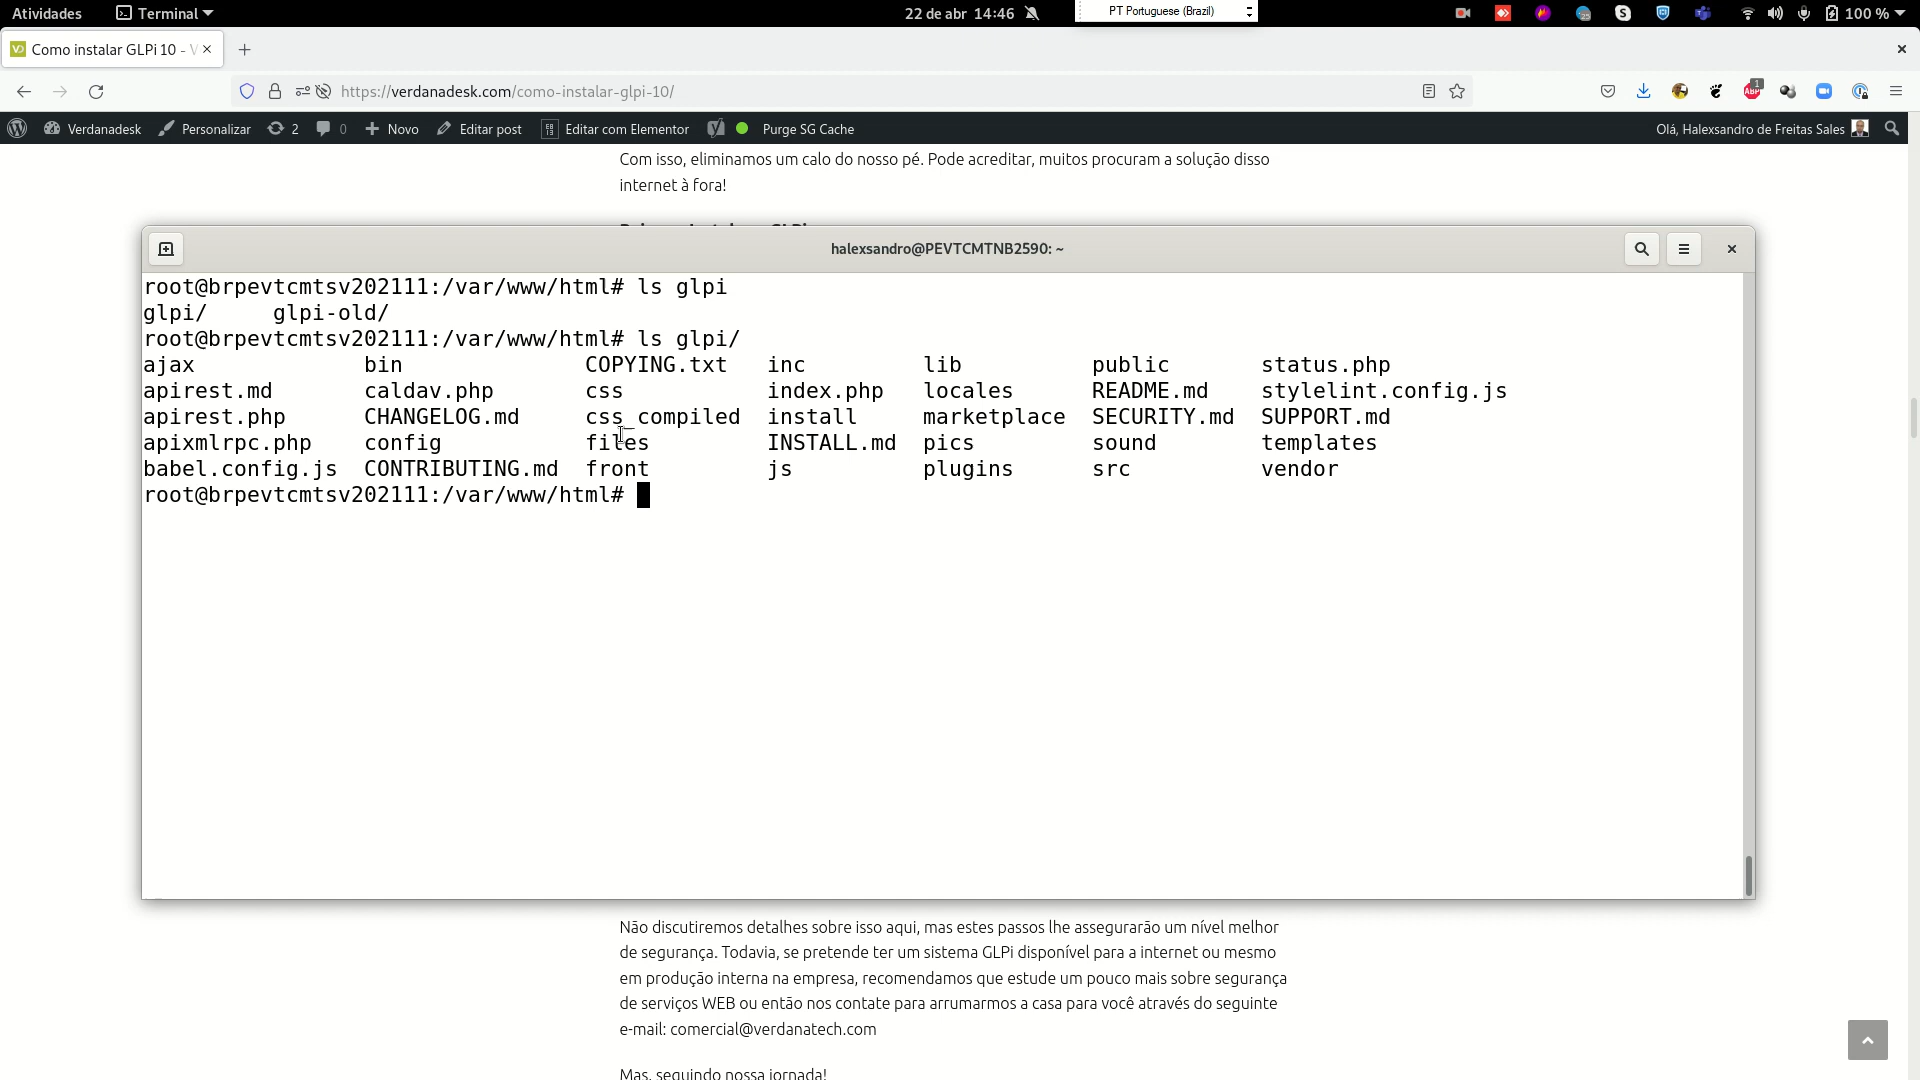 Atividades Terminal 22 de abr 14:46 PT Portuguese (Brazil) 100 %
Como instalar GLPi 10 - V
https://verdanadesk.com/como-instalar-glpi-10/ 1 ABP
Verdanadesk Personalizar 2 0 Novo Editar post Editar com Elementor Purge SG Cache Olá, Halexsandro de Freitas Sales
Com isso, eliminamos um calo do nosso pé. Pode acreditar, muitos procuram a solução disso
internet à fora!
halexsandro@PEVTCMTNB2590: ~
root@brpevtcmtsv202111:/var/www/html# ls glpi
glpi/ glpi-old/
root@brpevtcmtsv202111:/var/www/html# ls glpi/
ajax bin COPYING.txt inc lib public status.php
apirest.md caldav.php css index.php locales README.md stylelint.config.js
apirest.php CHANGELOG.md css_compiled install marketplace SECURITY.md SUPPORT.md
apixmlrpc.php config files INSTALL.md pics sound templates
babel.config.js CONTRIBUTING.md front js plugins src vendor
root@brpevtcmtsv202111:/var/www/html#
Não discutiremos detalhes sobre isso aqui, mas estes passos lhe assegurarão um nível melhor
de segurança. Todavia, se pretende ter um sistema GLPi disponível para a internet ou mesmo
em produção interna na empresa, recomendamos que estude um pouco mais sobre segurança
de serviços WEB ou então nos contate para arrumarmos a casa para você através do seguinte
e-mail: comercial@verdanatech.com
Mas, seguindo nossa jornada!